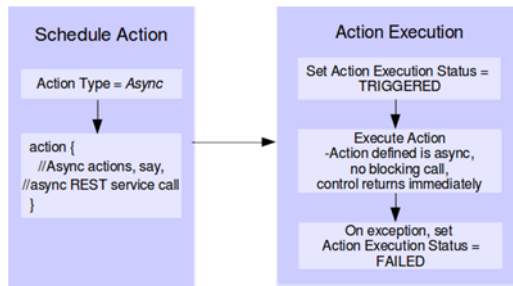 Schedule Action
Action Type = Async
action {
//Async actions, say,
//async REST service call
}
Action Execution
Set Action Execution Status =
TRIGGERED
Execute Action
-Action defined is async,
no blocking call,
control returns immediately
On exception, set
Action Execution Status =
FAILED